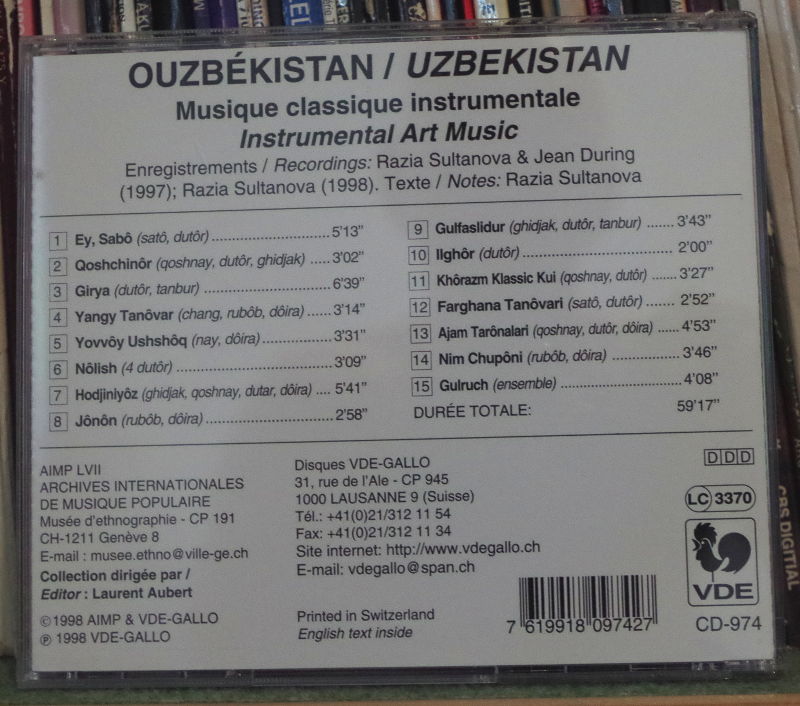 OUZBÉKISTAN / UZBEKISTAN
Musique classique instrumentale
Instrumental Art Music
Enregistrements / Recordings: Razia Sultanova & Jean During
(1997); Razia Sultanova (1998). Texte / Notes: Razia Sultanova
1 Ey, Sabô (satô, dutôr) 5'13"
2 Qoshchinôr (qoshnay, dutôr, ghidjak) 3'02"
3 Girya (dutôr, tanbur) 6'39"
4 Yangy Tanôvar (chang, rubôb, dôira) 3'14"
5 Yovvôy Ushshôq (nay, dôira) 3'31"
6 Nôlish (4 dutôr) 3'09"
7 Hodjiniyôz (ghidjak, qoshnay, dutar, dôira) 5'41"
8 Jônôn (rubôb, dôira) 2'58"
9 Gulfaslidur (ghidjak, dutôr, tanbur) 3'43"
10 Ilghôr (dutôr) 2'00"
11 Khôrazm Klassic Kui (qoshnay, dutôr) 3'27"
12 Farghana Tanôvari (satô, dutôr) 2'52"
13 Ajam Tarônalari (qoshnay, dutôr, dôira) 4'53"
14 Nim Chupôni (rubôb, dôira) 3'46"
15 Gulruch (ensemble) 4'08"
DURÉE TOTALE: 59'17"
AIMP LVII
ARCHIVES INTERNATIONALES
DE MUSIQUE POPULAIRE
Musée d'ethnographie - CP 191
CH-1211 Genève 8
E-mail : musee.ethno@ville-ge.ch
Collection dirigée par /
Editor : Laurent Aubert
©1998 AIMP & VDE-GALLO
℗ 1998 VDE-GALLO
Disques VDE-GALLO
31, rue de l'Ale - CP 945
1000 LAUSANNE 9 (Suisse)
Tél.: +41(0)21/312 11 54
Fax: +41(0)21/312 11 34
Site internet: http://www.vdegallo.ch
E-mail: vdegallo@span.ch
Printed in Switzerland
English text inside
DDD
LC 3370
VDE
7 619918 097427
CD-974
CBS DIGITIAL